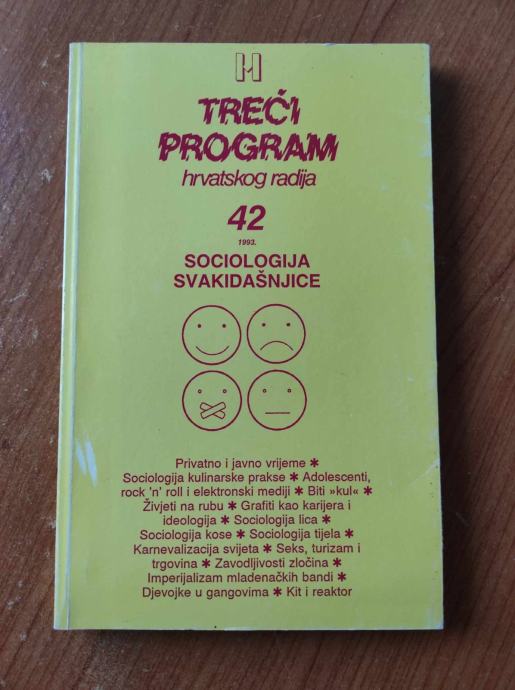 TREĆI
PROGRAM
hrvatskog radija
42
1993.
SOCIOLOGIJA
SVAKIDAŠNJICE
Privatno i javno vrijeme ✱
Sociologija kulinarske prakse ✱ Adolescenti,
rock 'n' roll i elektronski mediji ✱ Biti »kul« ✱
Živjeti na rubu ✱ Grafiti kao karijera i
ideologija ✱ Sociologija lica ✱
Sociologija kose ✱ Sociologija tijela ✱
Karnevalizacija svijeta ✱ Seks, turizam i
trgovina ✱ Zavodljivosti zločina ✱
Imperijalizam mladenačkih bandi ✱
Djevojke u gangovima ✱ Kit i reaktor